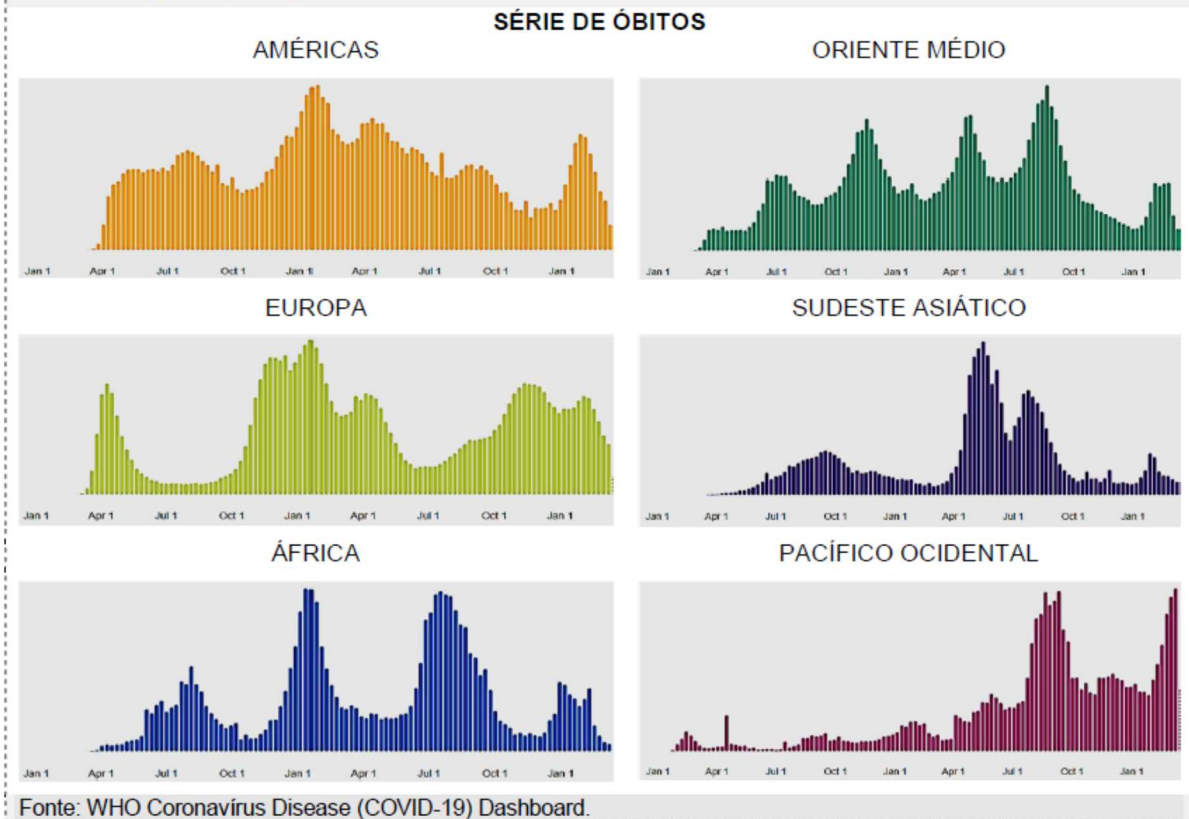 SÉRIE DE ÓBITOS
AMÉRICAS
Jan 1 Apr 1 Jul 1 Oct 1 Jan 1 Apr 1 Jul 1 Oct 1 Jan 1
ORIENTE MÉDIO
Jan 1 Apr 1 Jul 1 Oct 1 Jan 1 Apr 1 Jul 1 Oct 1 Jan 1
EUROPA
Jan 1 Apr 1 Jul 1 Oct 1 Jan 1 Apr 1 Jul 1 Oct 1 Jan 1
SUDESTE ASIÁTICO
Jan 1 Apr 1 Jul 1 Oct 1 Jan 1 Apr 1 Jul 1 Oct 1 Jan 1
ÁFRICA
Jan 1 Apr 1 Jul 1 Oct 1 Jan 1 Apr 1 Jul 1 Oct 1 Jan 1
PACÍFICO OCIDENTAL
Jan 1 Apr 1 Jul 1 Oct 1 Jan 1 Apr 1 Jul 1 Oct 1 Jan 1
Fonte: WHO Coronavírus Disease (COVID-19) Dashboard.